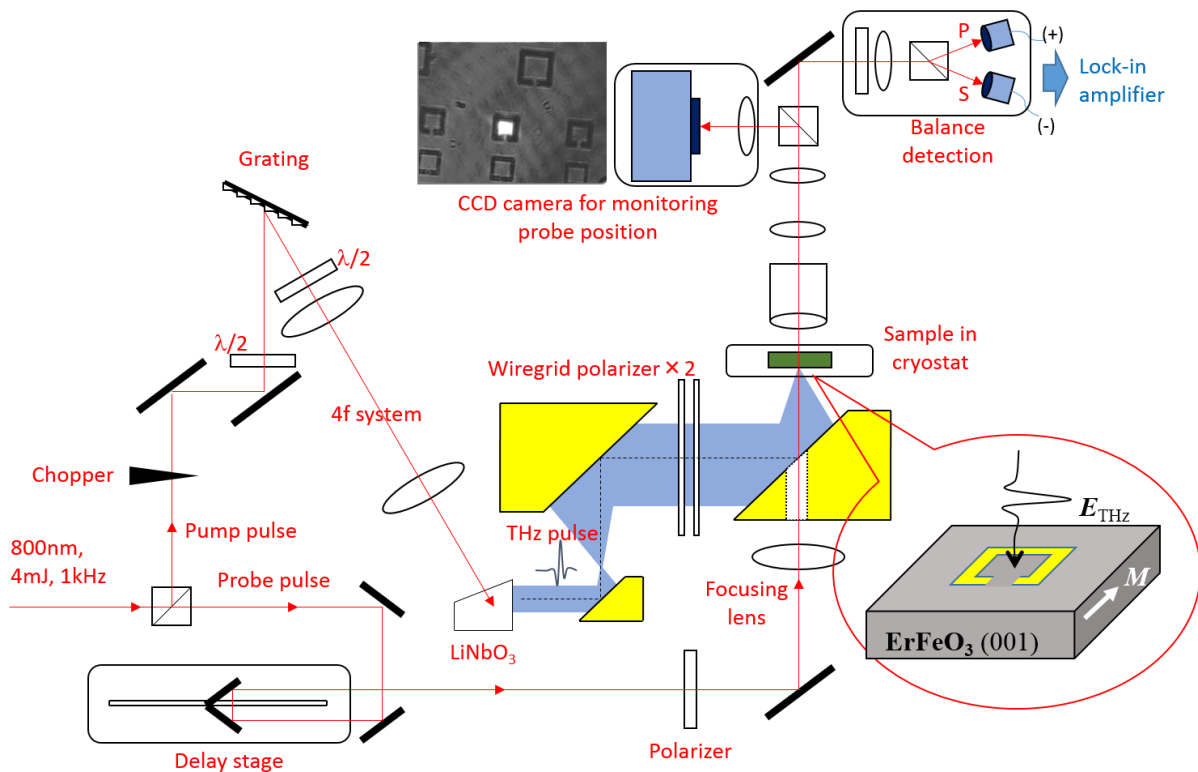 P
(+)
S
(-)
Lock-in
amplifier
Balance
detection
CCD camera for monitoring
probe position
Grating
λ/2
λ/2
4f system
Wiregrid polarizer × 2
Sample in
cryostat
Chopper
Pump pulse
800nm,
4mJ, 1kHz
Probe pulse
THz pulse
LiNbO3
Focusing
lens
ETHz
M
ErFeO3 (001)
Polarizer
Delay stage